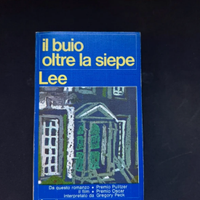 il buio
oltre la siepe
Lee
Da questo romanzo • Premio Pulitzer
il film • Premio Oscar
interpretato da Gregory Peck